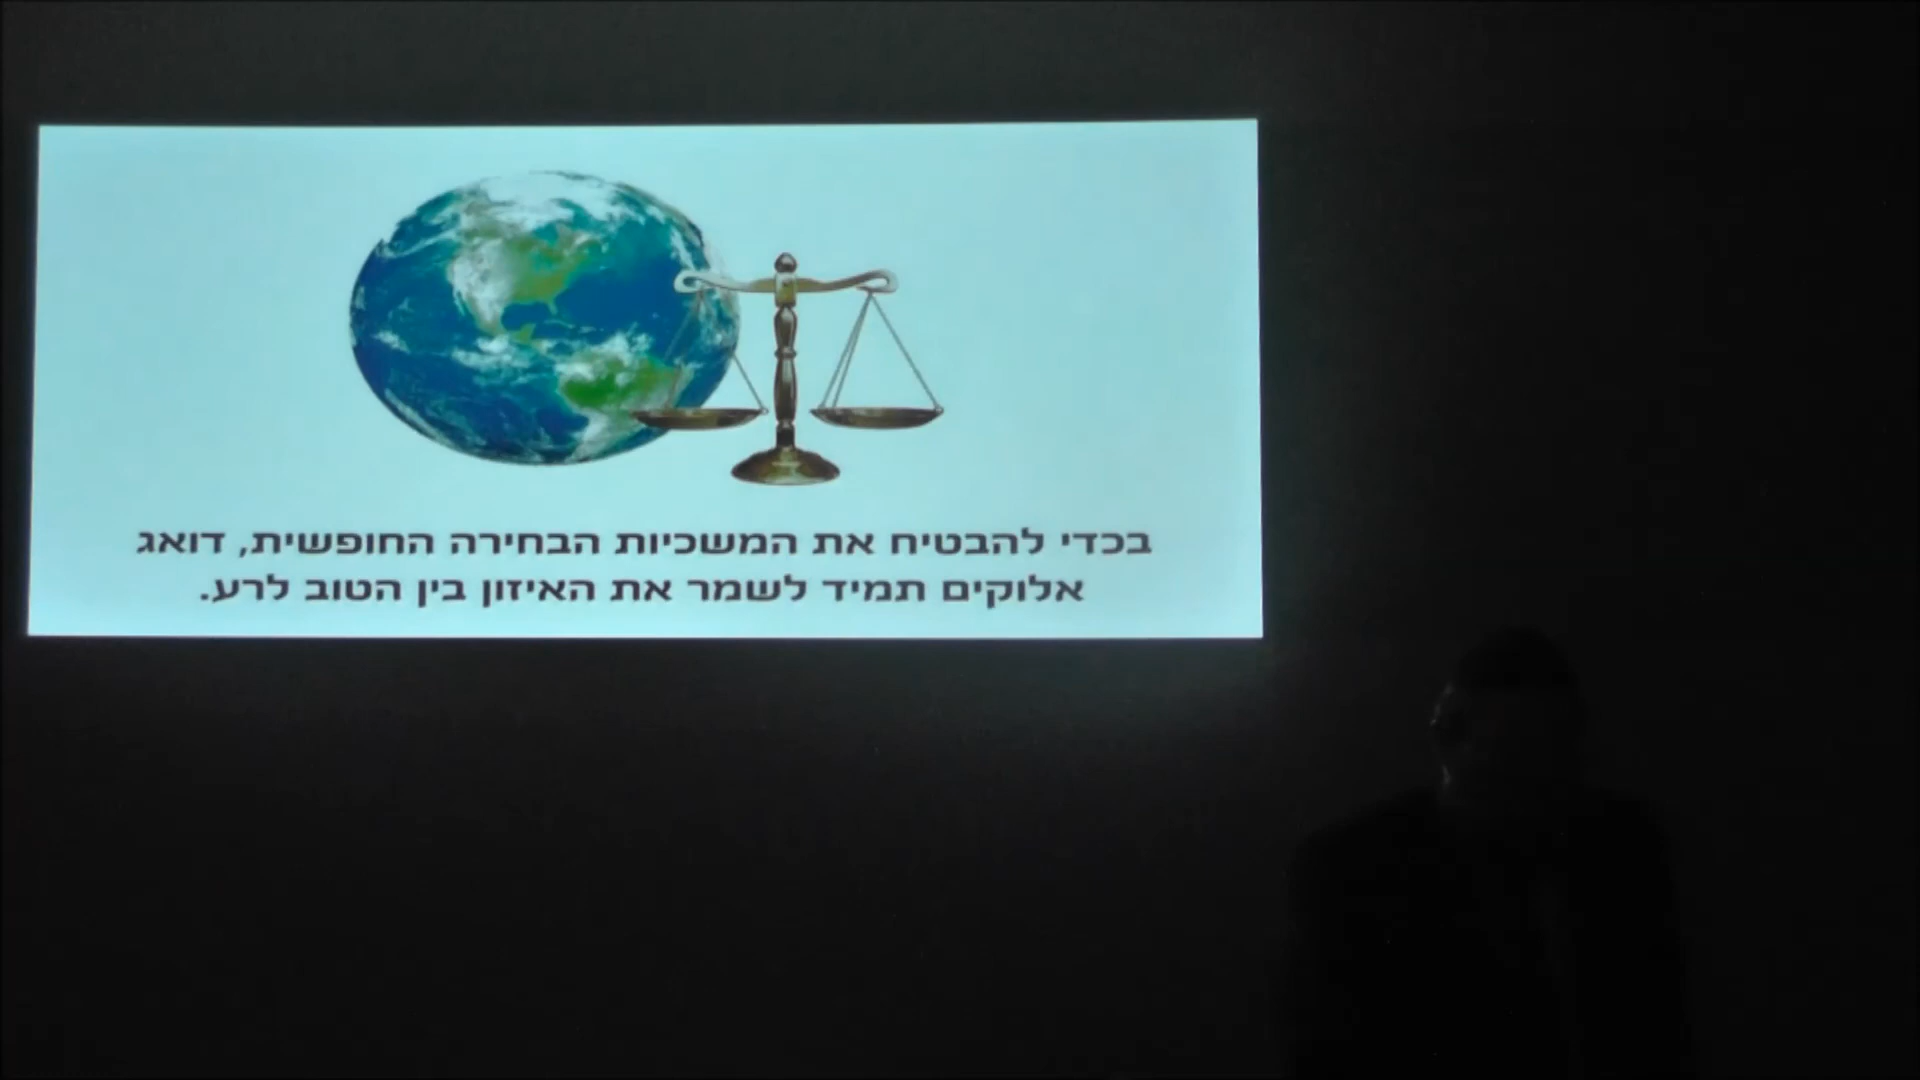 בכדי להבטיח את המשכיות הבחירה החופשית, דואג
אלוקים תמיד לשמר את האיזון בין הטוב לרע.